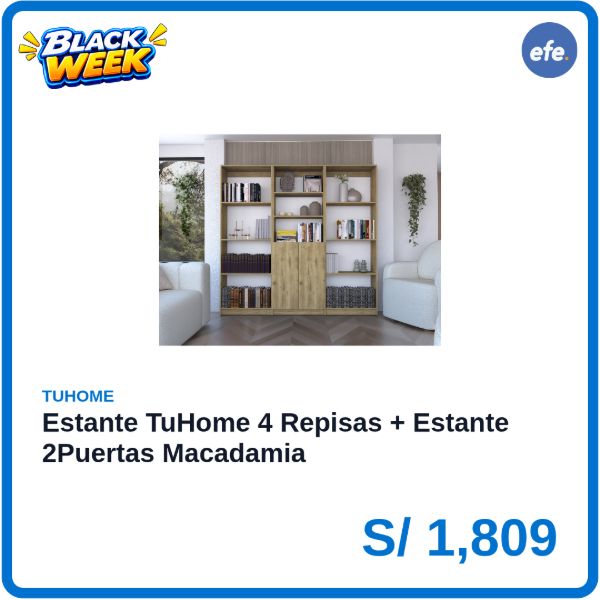 BLACK
WEEK
efe.
TUHOME
Estante TuHome 4 Repisas + Estante
2Puertas Macadamia
S/ 1,809